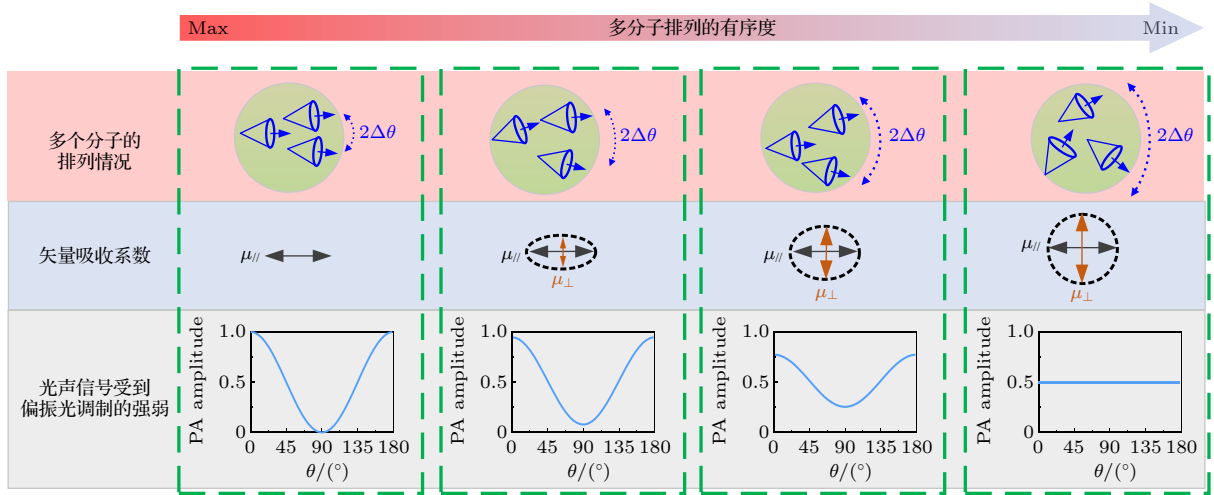 Max 多分子排列的有序度 Min
多个分子的
排列情况
2Δθ 2Δθ 2Δθ 2Δθ
矢量吸收系数
μ// μ// μ// μ//
μ⊥ μ⊥ μ⊥
光声信号受到
偏振光调制的强弱
PA amplitude
1.0
0.5
0
0 45 90 135 180
θ/(°)
PA amplitude
1.0
0.5
0
0 45 90 135 180
θ/(°)
PA amplitude
1.0
0.5
0
0 45 90 135 180
θ/(°)
PA amplitude
1.0
0.5
0
0 45 90 135 180
θ/(°)